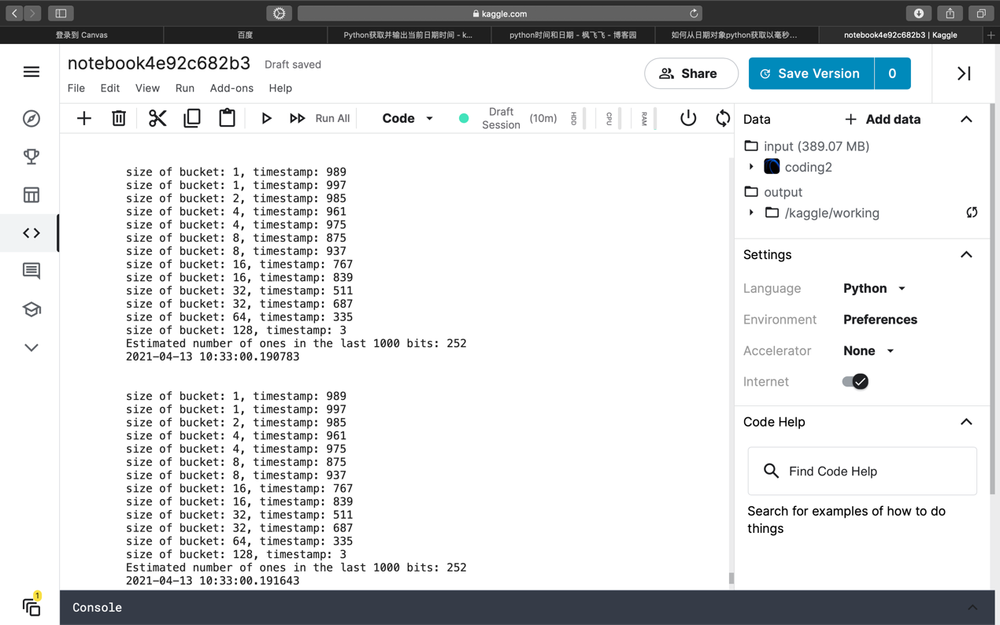 kaggle.com
登录到 Canvas
百度
Python获取并输出当前日期时间 - k...
python时间和日期 - 枫飞飞 - 博客园
如何从日期对象python获取以毫秒...
notebook4e92c682b3 | Kaggle
notebook4e92c682b3 Draft saved
File Edit View Run Add-ons Help
Share
Save Version 0
Run All
Code
Draft
Session
(10m)
HDD
CPU
RAM
size of bucket: 1, timestamp: 989
size of bucket: 1, timestamp: 997
size of bucket: 2, timestamp: 985
size of bucket: 4, timestamp: 961
size of bucket: 4, timestamp: 975
size of bucket: 8, timestamp: 875
size of bucket: 8, timestamp: 937
size of bucket: 16, timestamp: 767
size of bucket: 16, timestamp: 839
size of bucket: 32, timestamp: 511
size of bucket: 32, timestamp: 687
size of bucket: 64, timestamp: 335
size of bucket: 128, timestamp: 3
Estimated number of ones in the last 1000 bits: 252
2021-04-13 10:33:00.190783
size of bucket: 1, timestamp: 989
size of bucket: 1, timestamp: 997
size of bucket: 2, timestamp: 985
size of bucket: 4, timestamp: 961
size of bucket: 4, timestamp: 975
size of bucket: 8, timestamp: 875
size of bucket: 8, timestamp: 937
size of bucket: 16, timestamp: 767
size of bucket: 16, timestamp: 839
size of bucket: 32, timestamp: 511
size of bucket: 32, timestamp: 687
size of bucket: 64, timestamp: 335
size of bucket: 128, timestamp: 3
Estimated number of ones in the last 1000 bits: 252
2021-04-13 10:33:00.191643
Data
Add data
input (389.07 MB)
coding2
output
/kaggle/working
Settings
Language Python
Environment Preferences
Accelerator None
Internet
Code Help
Find Code Help
Search for examples of how to do
things
1
Console